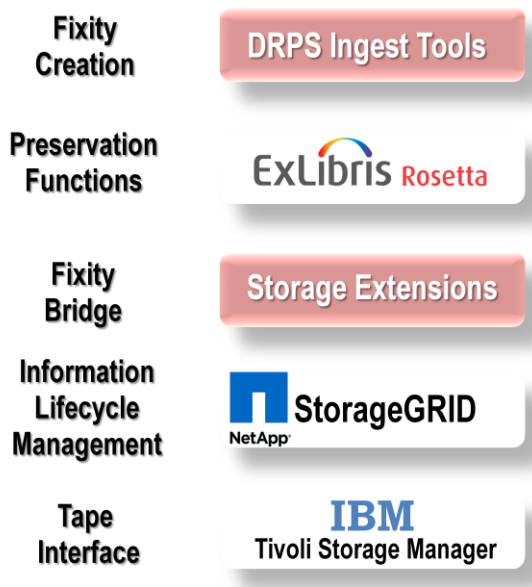 Fixity
Creation
DRPS Ingest Tools
Preservation
Functions
ExLibris Rosetta
Fixity
Bridge
Storage Extensions
Information
Lifecycle
Management
NetApp
StorageGRID
Tape
Interface
IBM
Tivoli Storage Manager